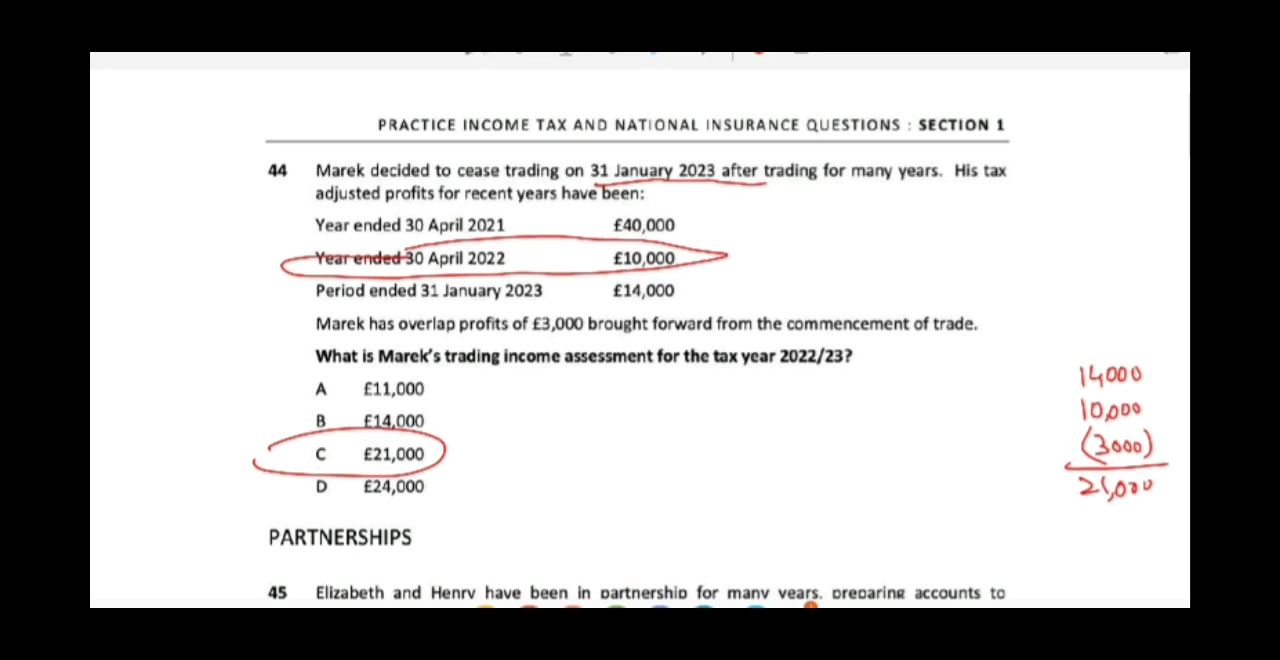 PRACTICE INCOME TAX AND NATIONAL INSURANCE QUESTIONS : SECTION 1
44 Marek decided to cease trading on 31 January 2023 after trading for many years. His tax
adjusted profits for recent years have been:
Year ended 30 April 2021 £40,000
Year ended 30 April 2022 £10,000
Period ended 31 January 2023 £14,000
Marek has overlap profits of £3,000 brought forward from the commencement of trade.
What is Marek's trading income assessment for the tax year 2022/23?
A £11,000
B £14,000
C £21,000
D £24,000
14000
10,000
(3000)
21,000
PARTNERSHIPS
45 Elizabeth and Henry have been in partnership for many years, preparing accounts to